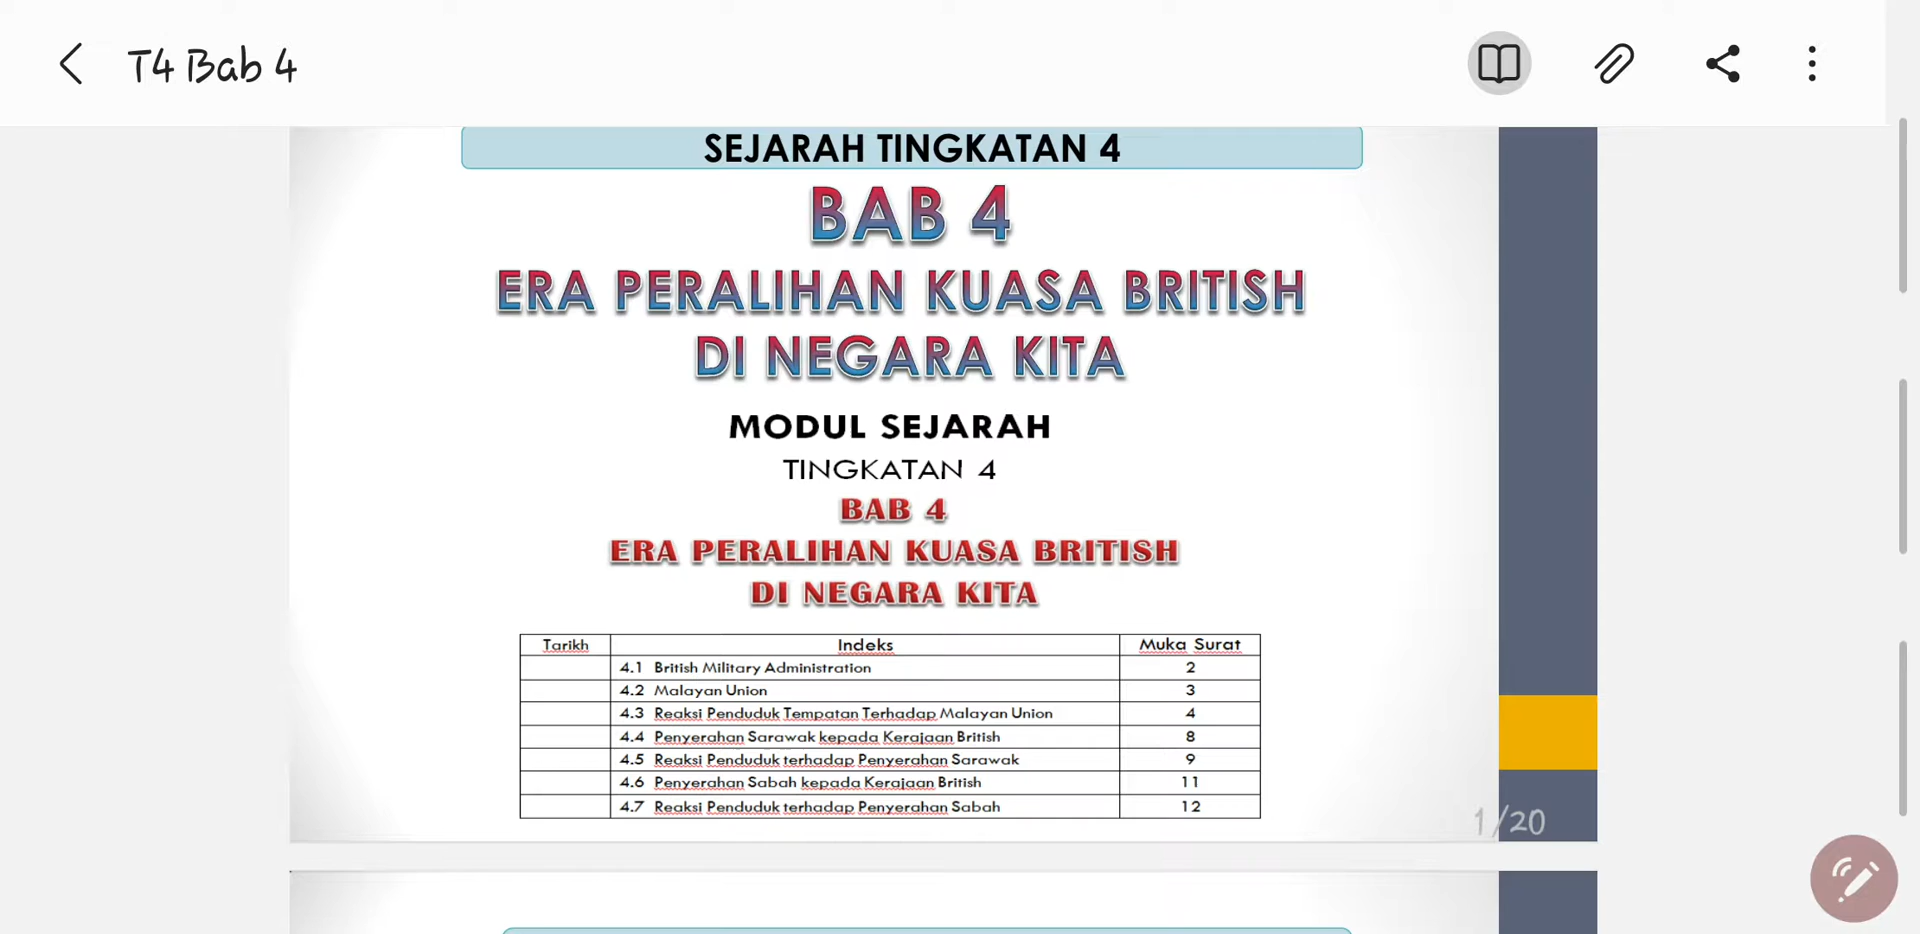 T4 Bab 4
SEJARAH TINGKATAN 4
BAB 4
ERA PERALIHAN KUASA BRITISH
DI NEGARA KITA
MODUL SEJARAH
TINGKATAN 4
BAB 4
ERA PERALIHAN KUASA BRITISH
DI NEGARA KITA
Tarikh Indeks Muka Surat
4.1 British Military Administration 2
4.2 Malayan Union 3
4.3 Reaksi Penduduk Tempatan Terhadap Malayan Union 4
4.4 Penyerahan Sarawak kepada Kerajaan British 8
4.5 Reaksi Penduduk terhadap Penyerahan Sarawak 9
4.6 Penyerahan Sabah kepada Kerajaan British 11
4.7 Reaksi Penduduk terhadap Penyerahan Sabah 12
1/20